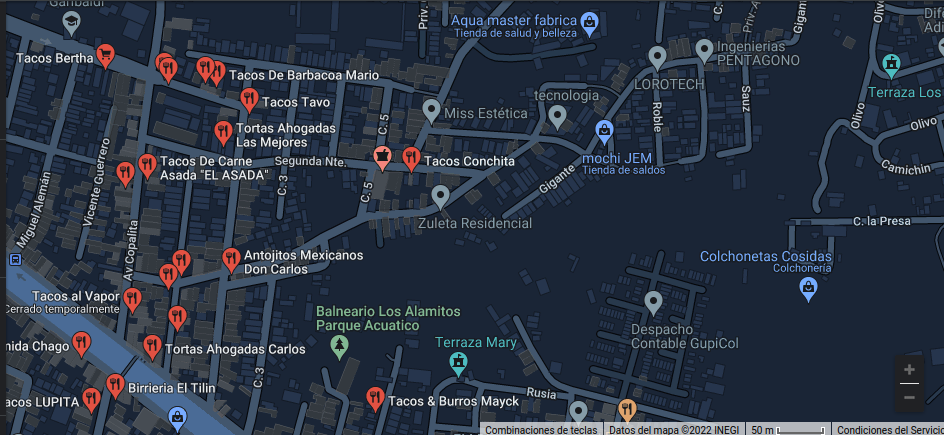 Garibaldi
Priv
Priv. A
Gigante
Olivo
Aqua master fabrica
Tienda de salud y belleza
Tacos Bertha
Ingenierias
PENTAGONO
Tacos De Barbacoa Mario
LOROTECH
Terraza Los
tecnologia
Tacos Tavo
Roble
Sauz
Olivo
Miss Estética
C. 5
Olivo
Tortas Ahogadas
Las Mejores
Vicente Guerrero
Segunda Nte.
Tacos Conchita
mochi JEM
Tienda de saldos
Camichin
Tacos De Carne
Asada "EL ASADA"
C. 3
C. 5
Gigante
Miguel Alemán
Zuleta Residencial
C. la Presa
Av Copalita
Antojitos Mexicanos
Don Carlos
Colchonetas Cosidas
Colchonería
Tacos al Vapor
Cerrado temporalmente
Balneario Los Alamitos
Parque Acuatico
Despacho
Contable GupiCol
nida Chago
Tortas Ahogadas Carlos
Terraza Mary
C. 3
Birrieria El Tilin
Rusia
acos LUPITA
Tacos & Burros Mayck
Combinaciones de teclas
Datos del mapa ©2022 INEGI
50 m
Condiciones del Servicio